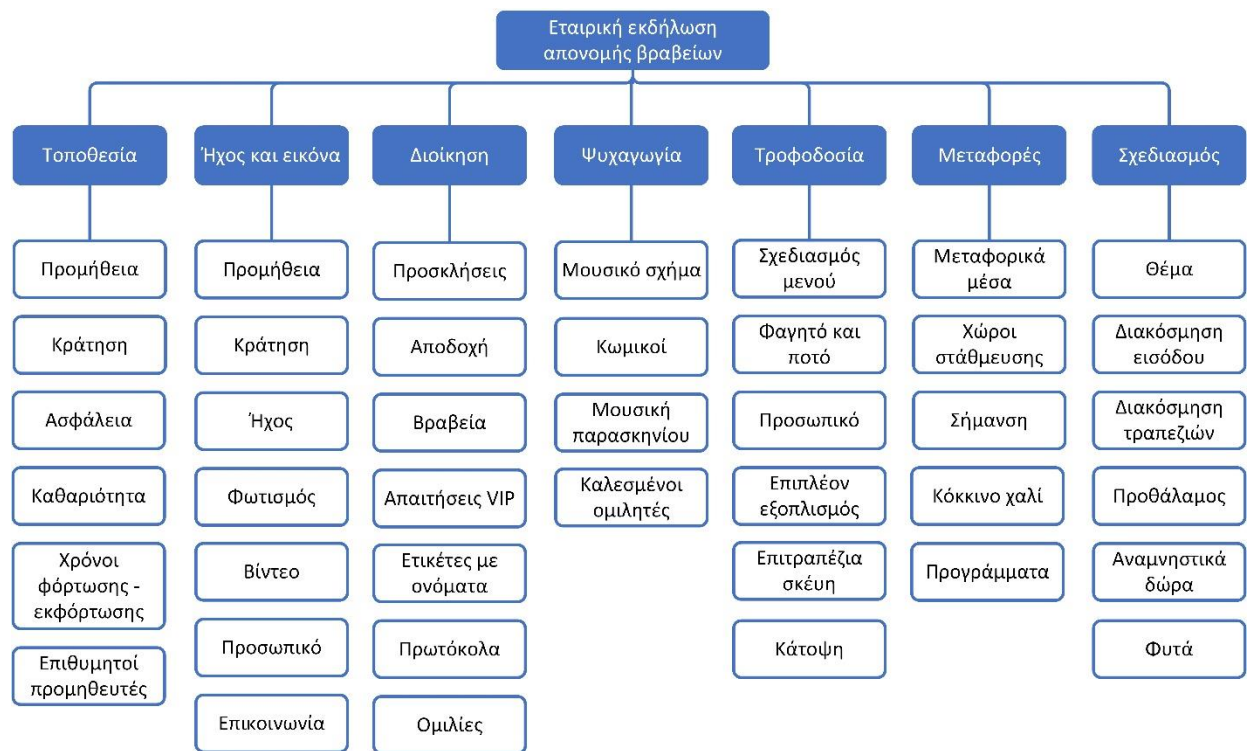 Εταιρική εκδήλωση
απονομής βραβείων
Τοποθεσία
Προμήθεια
Κράτηση
Ασφάλεια
Καθαριότητα
Χρόνοι
φόρτωσης -
εκφόρτωσης
Επιθυμητοί
προμηθευτές
Ήχος και εικόνα
Προμήθεια
Κράτηση
Ήχος
Φωτισμός
Βίντεο
Προσωπικό
Επικοινωνία
Διοίκηση
Προσκλήσεις
Αποδοχή
Βραβεία
Απαιτήσεις VIP
Ετικέτες με
ονόματα
Πρωτόκολα
Ομιλίες
Ψυχαγωγία
Μουσικό σχήμα
Κωμικοί
Μουσική
παρασκηνίου
Καλεσμένοι
ομιλητές
Τροφοδοσία
Σχεδιασμός
μενού
Φαγητό και
ποτό
Προσωπικό
Επιπλέον
εξοπλισμός
Επιτραπέζια
σκέυη
Κάτοψη
Μεταφορές
Μεταφορικά
μέσα
Χώροι
στάθμευσης
Σήμανση
Κόκκινο χαλί
Προγράμματα
Σχεδιασμός
Θέμα
Διακόσμηση
εισόδου
Διακόσμηση
τραπεζιών
Προθάλαμος
Αναμνηστικά
δώρα
Φυτά